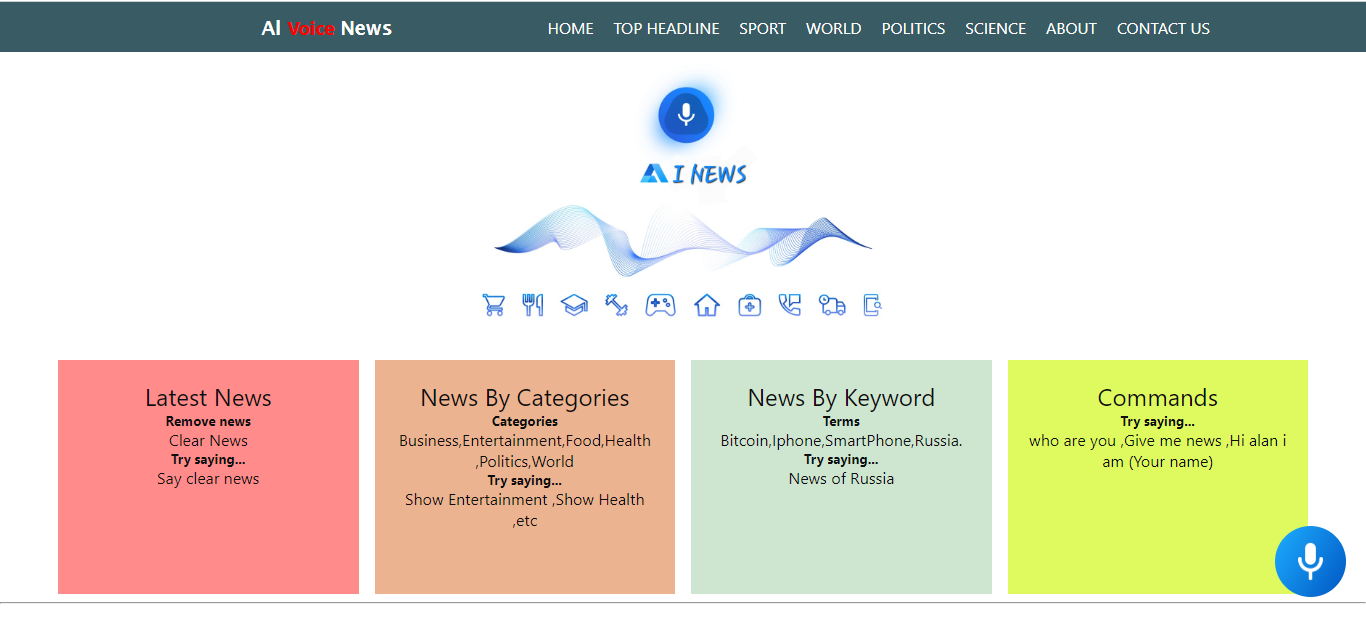 AI Voice News
HOME TOP HEADLINE SPORT WORLD POLITICS SCIENCE ABOUT CONTACT US
A I NEWS
Latest News
Remove news
Clear News
Try saying...
Say clear news
News By Categories
Categories
Business,Entertainment,Food,Health
,Politics,World
Try saying...
Show Entertainment ,Show Health
,etc
News By Keyword
Terms
Bitcoin,Iphone,SmartPhone,Russia.
Try saying...
News of Russia
Commands
Try saying...
who are you ,Give me news ,Hi alan i
am (Your name)